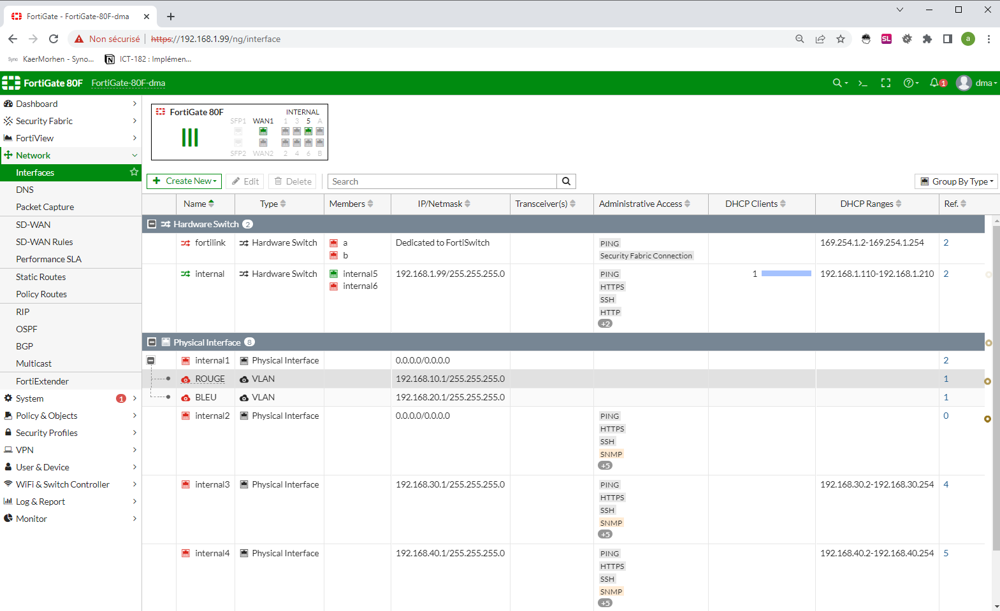 FortiGate - FortiGate-80F-dma
Non sécurisé https://192.168.1.99/ng/interface
SL
a
Syno KaerMorhen - Syno...
N ICT-182 : Implémen...
FortiGate 80F FortiGate-80F-dma
1
dma
Dashboard
Security Fabric
FortiView
Network
Interfaces
DNS
Packet Capture
SD-WAN
SD-WAN Rules
Performance SLA
Static Routes
Policy Routes
RIP
OSPF
BGP
Multicast
FortiExtender
System 1
Policy & Objects
Security Profiles
VPN
User & Device
WiFi & Switch Controller
Log & Report
Monitor
FortiGate 80F INTERNAL
SFP1 WAN1 1 3 5 A
SFP2 WAN2 2 4 6 B
+ Create New Edit Delete Search Group By Type
Name Type Members IP/Netmask Transceiver(s) Administrative Access DHCP Clients DHCP Ranges Ref.
Hardware Switch 2
fortilink Hardware Switch a Dedicated to FortiSwitch PING 169.254.1.2-169.254.1.254 2
b Security Fabric Connection
internal Hardware Switch internal5 192.168.1.99/255.255.255.0 PING 1 192.168.1.110-192.168.1.210 2
internal6 HTTPS
SSH
HTTP
+2
Physical Interface 8
internal1 Physical Interface 0.0.0.0/0.0.0.0 2
ROUGE VLAN 192.168.10.1/255.255.255.0 1
BLEU VLAN 192.168.20.1/255.255.255.0 1
internal2 Physical Interface 0.0.0.0/0.0.0.0 PING 0
HTTPS
SSH
SNMP
+5
internal3 Physical Interface 192.168.30.1/255.255.255.0 PING 192.168.30.2-192.168.30.254 4
HTTPS
SSH
SNMP
+5
internal4 Physical Interface 192.168.40.1/255.255.255.0 PING 192.168.40.2-192.168.40.254 5
HTTPS
SSH
SNMP
+5